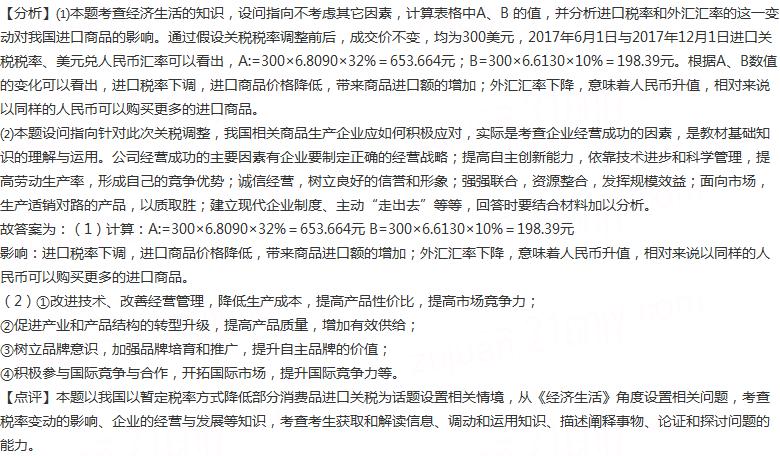 【分析】⑴本题考查经济生活的知识，设问指向不考虑其它因素，计算表格中A、B 的值，并分析进口税率和外汇汇率的这一变
动对我国进口商品的影响。通过假设关税税率调整前后，成交价不变，均为300美元，2017年6月1日与2017年12月1日进口关
税税率、美元兑人民币汇率可以看出，A:=300×6.8090×32%＝653.664元；B=300×6.6130×10%＝198.39元。根据A、B数值
的变化可以看出，进口税率下调，进口商品价格降低，带来商品进口额的增加；外汇汇率下降，意味着人民币升值，相对来说
以同样的人民币可以购买更多的进口商品。
⑵本题设问指向针对此次关税调整，我国相关商品生产企业应如何积极应对，实际是考查企业经营成功的因素，是教材基础知
识的理解与运用。公司经营成功的主要因素有企业要制定正确的经营战略；提高自主创新能力，依靠技术进步和科学管理，提
高劳动生产率，形成自己的竞争优势；诚信经营，树立良好的信誉和形象；强强联合，资源整合，发挥规模效益；面向市场，
生产适销对路的产品，以质取胜；建立现代企业制度、主动“走出去”等等，回答时要结合材料加以分析。
故答案为：（1）计算：A:=300×6.8090×32%＝653.664元 B=300×6.6130×10%＝198.39元
影响：进口税率下调，进口商品价格降低，带来商品进口额的增加；外汇汇率下降，意味着人民币升值，相对来说以同样的人
民币可以购买更多的进口商品。
（2）①改进技术、改善经营管理，降低生产成本，提高产品性价比，提高市场竞争力；
②促进产业和产品结构的转型升级，提高产品质量，增加有效供给；
③树立品牌意识，加强品牌培育和推广，提升自主品牌的价值；
④积极参与国际竞争与合作，开拓国际市场，提升国际竞争力等。
【点评】本题以我国以暂定税率方式降低部分消费品进口关税为话题设置相关情境，从《经济生活》角度设置相关问题，考查
税率变动的影响、企业的经营与发展等知识，考查考生获取和解读信息、调动和运用知识、描述阐释事物、论证和探讨问题的
能力。